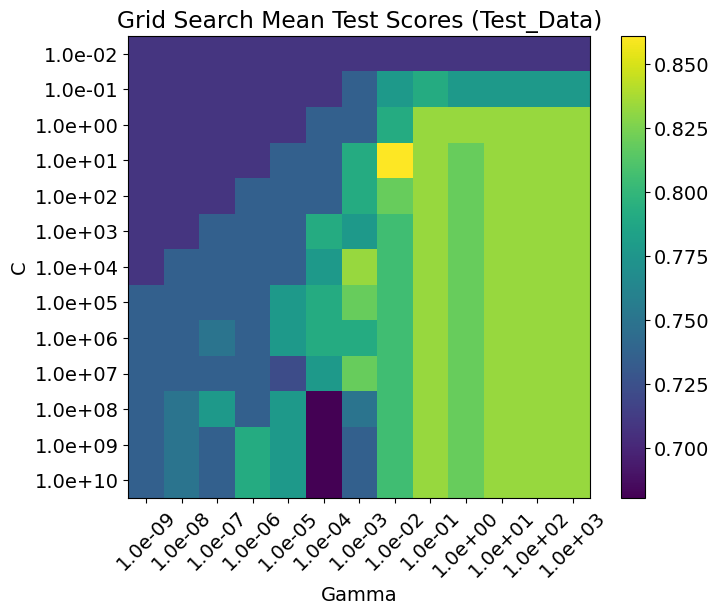 Grid Search Mean Test Scores (Test_Data)
C
1.0e-02
1.0e-01
1.0e+00
1.0e+01
1.0e+02
1.0e+03
1.0e+04
1.0e+05
1.0e+06
1.0e+07
1.0e+08
1.0e+09
1.0e+10
1.0e-09
1.0e-08
1.0e-07
1.0e-06
1.0e-05
1.0e-04
1.0e-03
1.0e-02
1.0e-01
1.0e+00
1.0e+01
1.0e+02
1.0e+03
Gamma
0.850
0.825
0.800
0.775
0.750
0.725
0.700